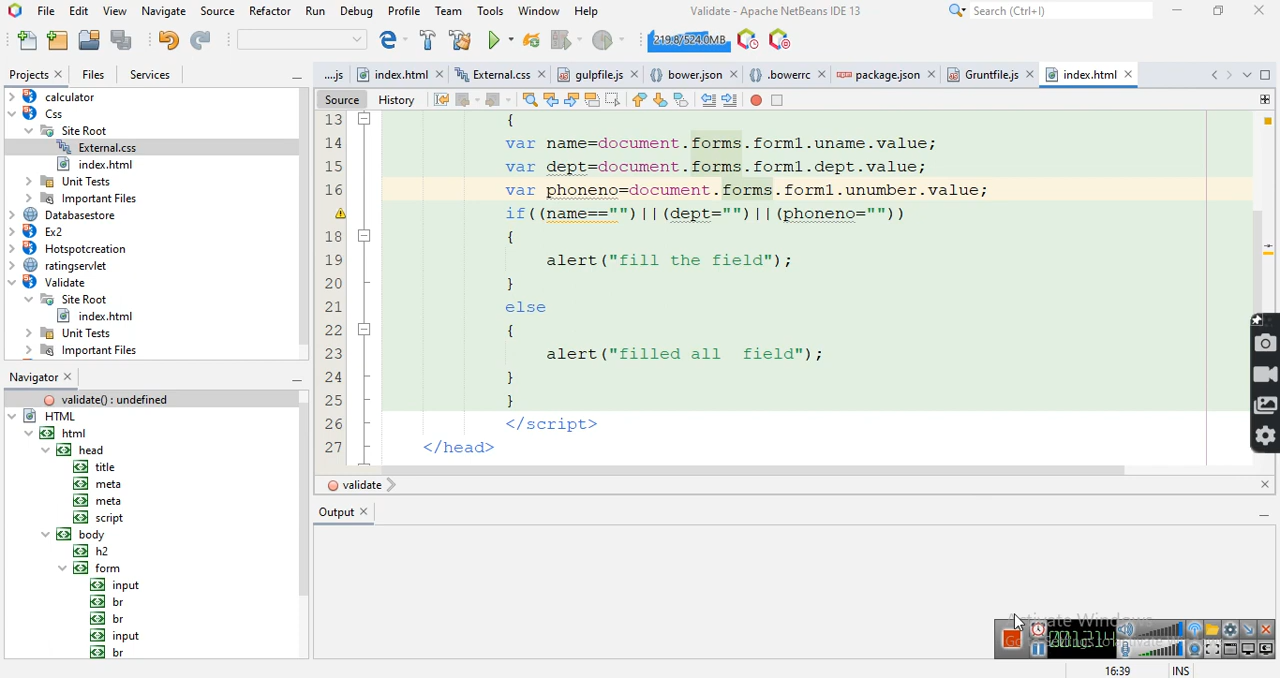 File Edit View Navigate Source Refactor Run Debug Profile Team Tools Window Help
Validate - Apache NetBeans IDE 13
Search (Ctrl+I)
219.8/524.0MB
Projects Files Services
...js index.html External.css gulpfile.js bower.json .bowerrc package.json Gruntfile.js index.html
Source History
calculator
Css
Site Root
External.css
index.html
Unit Tests
Important Files
Databasestore
Ex2
Hotspotcreation
ratingservlet
Validate
Site Root
index.html
Unit Tests
Important Files
Navigator
validate() : undefined
HTML
html
head
title
meta
meta
script
body
h2
form
input
br
br
input
br
13 {
14 var name=document.forms.form1.uname.value;
15 var dept=document.forms.form1.dept.value;
16 var phoneno=document.forms.form1.unumber.value;
if((name=="")||(dept="")||(phoneno=""))
18 {
19 alert("fill the field");
20 }
21 else
22 {
23 alert("filled all  field");
24 }
25 }
26 </script>
27 </head>
validate
Output
Activate Windows
16:39 INS